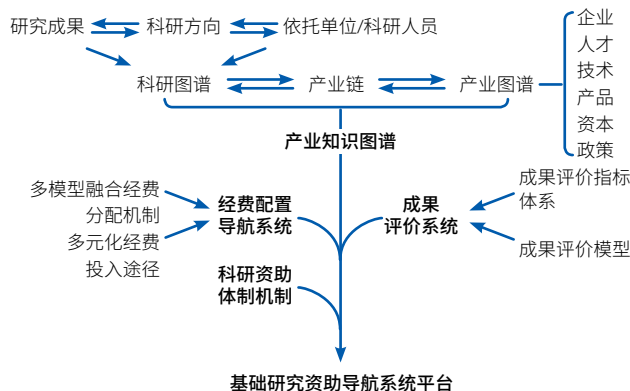 研究成果 科研方向 依托单位/科研人员
科研图谱 产业链 产业图谱
企业
人才
技术
产品
资本
政策
产业知识图谱
多模型融合经费
分配机制
多元化经费
投入途径
经费配置
导航系统
成果
评价系统
成果评价指标
体系
成果评价模型
科研资助
体制机制
基础研究资助导航系统平台